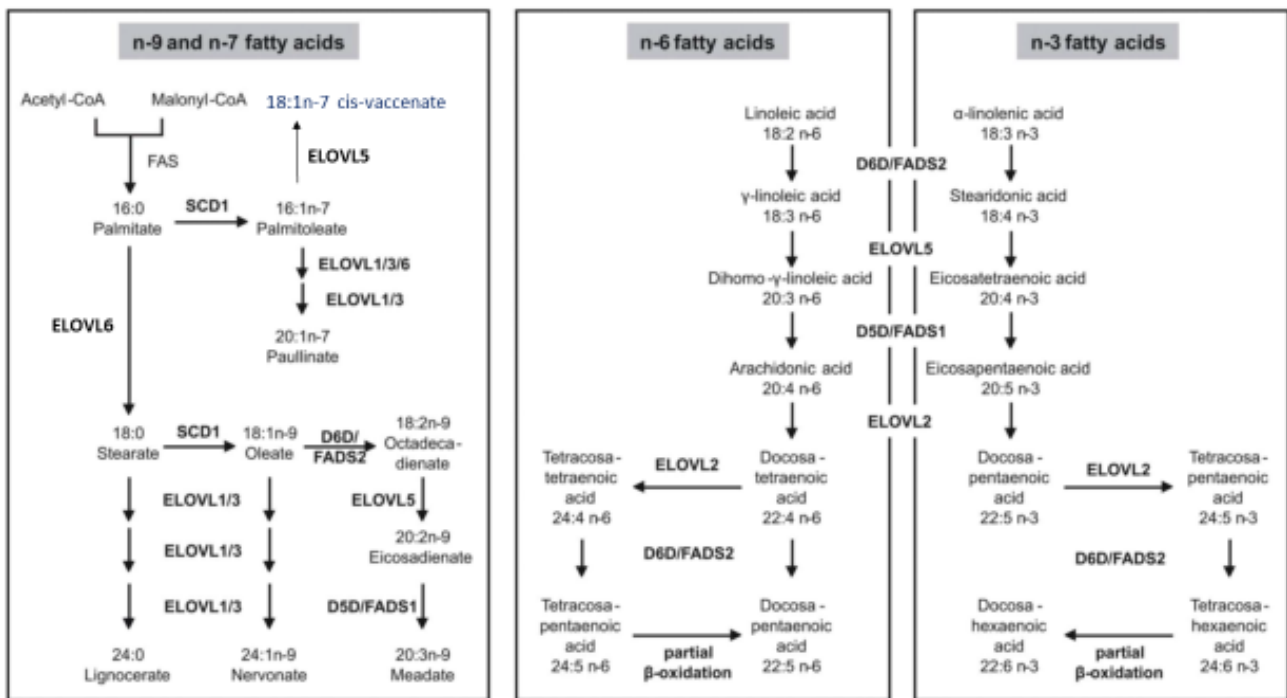 n-9 and n-7 fatty acids
Acetyl-CoA
Malonyl-CoA
18:1n-7 cis-vaccenate
FAS
ELOVL5
16:0
Palmitate
SCD1
16:1n-7
Palmitoleate
ELOVL1/3/6
ELOVL1/3
ELOVL6
20:1n-7
Paullinate
18:0
Stearate
SCD1
18:1n-9
Oleate
D6D/
FADS2
18:2n-9
Octadeca-
dienate
ELOVL1/3
ELOVL5
ELOVL1/3
20:2n-9
Eicosadienate
ELOVL1/3
D5D/FADS1
24:0
Lignocerate
24:1n-9
Nervonate
20:3n-9
Meadate
n-6 fatty acids
Linoleic acid
18:2 n-6
D6D/FADS2
γ-linoleic acid
18:3 n-6
ELOVL5
Dihomo-γ-linoleic acid
20:3 n-6
D5D/FADS1
Arachidonic acid
20:4 n-6
ELOVL2
Tetracosa-
tetraenoic
acid
24:4 n-6
ELOVL2
Docosa-
tetraenoic
acid
22:4 n-6
D6D/FADS2
Tetracosa-
pentaenoic
acid
24:5 n-6
partial
β-oxidation
Docosa-
pentaenoic
acid
22:5 n-6
n-3 fatty acids
α-linolenic acid
18:3 n-3
Stearidonic acid
18:4 n-3
Eicosatetraenoic acid
20:4 n-3
Eicosapentaenoic acid
20:5 n-3
Docosa-
pentaenoic
acid
22:5 n-3
ELOVL2
Tetracosa-
pentaenoic
acid
24:5 n-3
D6D/FADS2
Docosa-
hexaenoic
acid
22:6 n-3
partial
β-oxidation
Tetracosa-
hexaenoic
acid
24:6 n-3